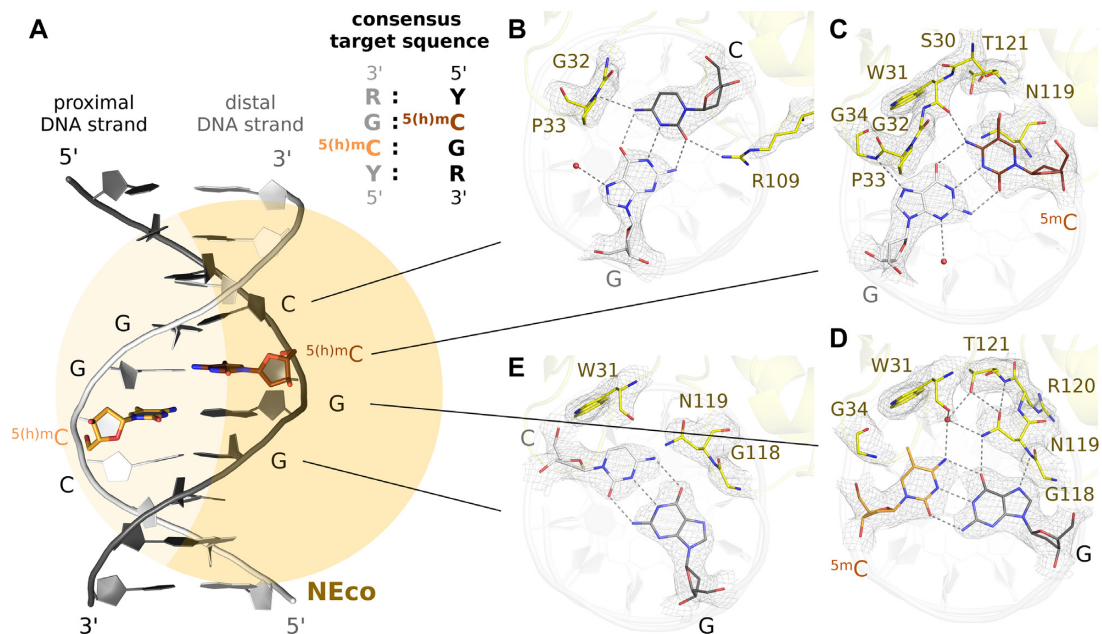 A
consensus
target squence
3' 5'
R : Y
G : 5(h)mC
5(h)mC : G
Y : R
5' 3'
proximal
DNA strand
distal
DNA strand
5'
3'
C
G
5(h)mC
G
G
5(h)mC
G
C
NEco
3'
5'
B
G32
C
P33
R109
G
C
S30
T121
W31
N119
G34
G32
P33
5mC
G
E
W31
N119
C
G118
G
D
T121
W31
R120
G34
N119
G118
5mC
G